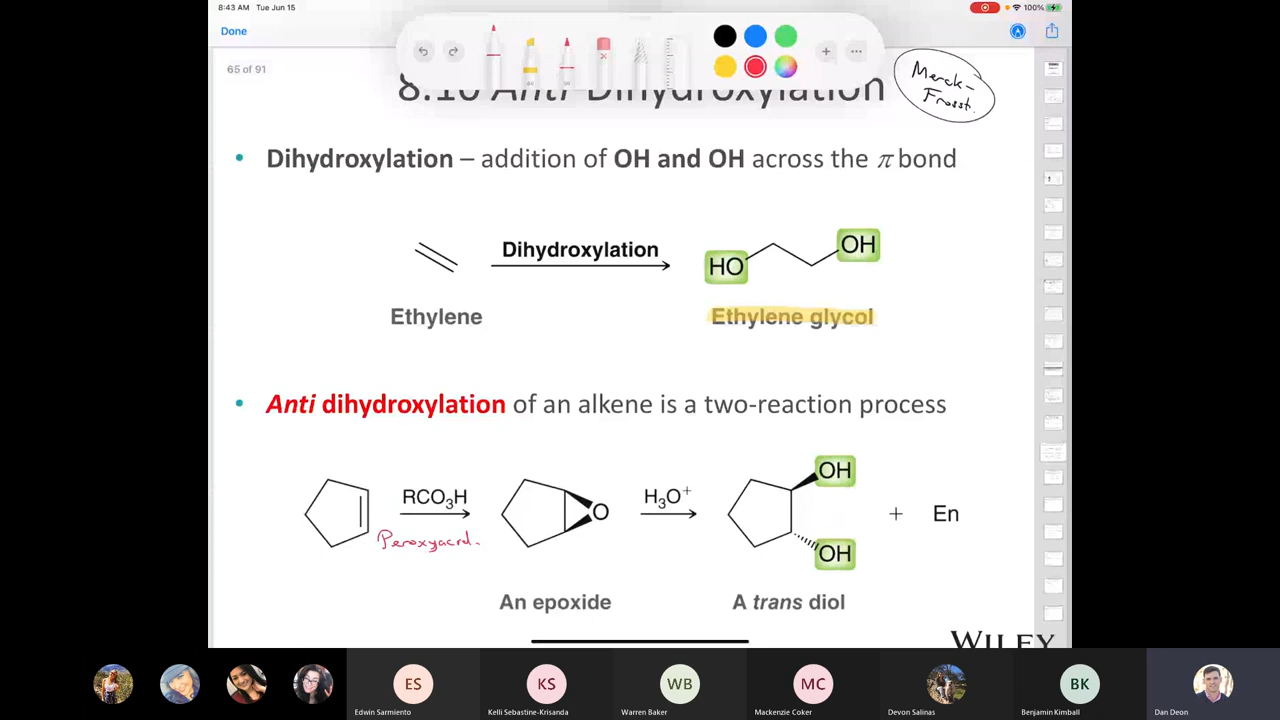 8:43 AM Tue Jun 15
100%
Done
65 of 91
8.10 Anti Dihydroxylation
Merck-
Frosst.
• Dihydroxylation – addition of OH and OH across the π bond
Dihydroxylation
HO
OH
Ethylene
Ethylene glycol
• Anti dihydroxylation of an alkene is a two-reaction process
RCO3H
Peroxyacid.
O
H3O+
OH
OH
+ En
An epoxide
A trans diol
WILEY
ES
KS
WB
MC
BK
Edwin Sarmiento
Kelli Sebastine-Krisanda
Warren Baker
Mackenzie Coker
Devon Salinas
Benjamin Kimball
Dan Deon